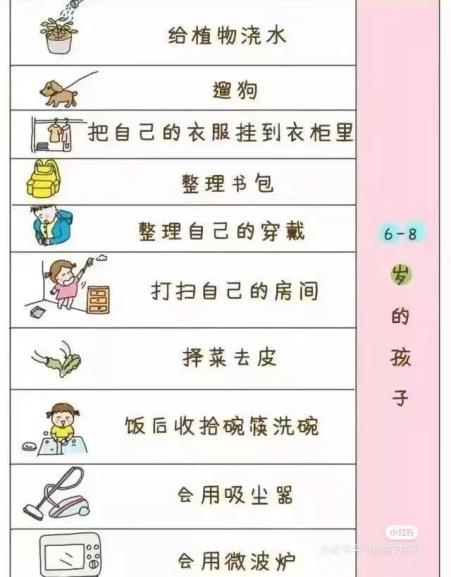 给植物浇水
遛狗
把自己的衣服挂到衣柜里
整理书包
整理自己的穿戴
打扫自己的房间
择菜去皮
饭后收拾碗筷洗碗
会用吸尘器
会用微波炉
6-8
岁
的
孩
子
小红书